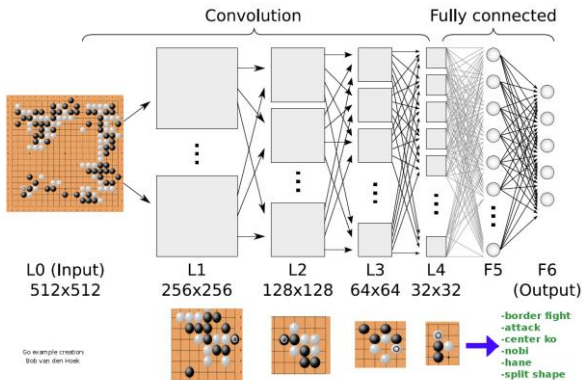 Convolution
Fully connected
L0 (Input)
512x512
L1
256x256
L2
128x128
L3
64x64
L4
32x32
F5
F6
(Output)
Go example creation:
Bob van den Hoek
-border fight
-attack
-center ko
-nobi
-hane
-split shape